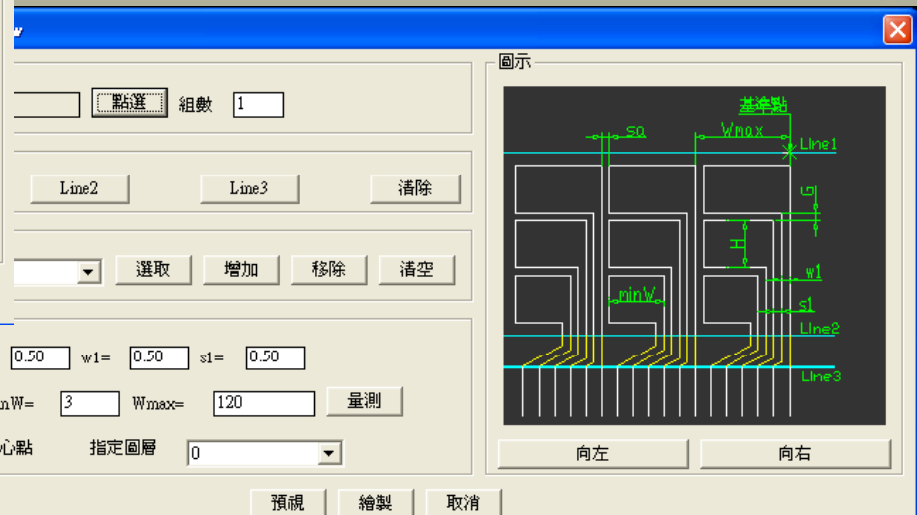 圖示
點選 組數 1
Line2 Line3 清除
選取 增加 移除 清空
0.50 w1= 0.50 s1= 0.50
nW= 3 Wmax= 120 量測
心點 指定圖層 0
預視 繪製 取消
基準點
sa Wmax LIne1
G
H
w1
minW s1
LIne2
LIne3
向左 向右